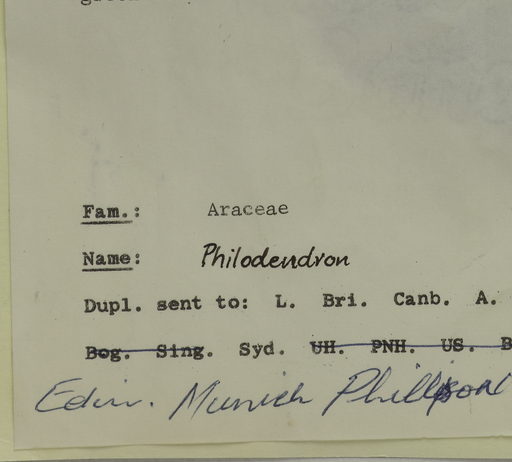 Fam.: Araceae
Name: Philodendron
Dupl. sent to: L. Bri. Canb. A.
Bog. Sing. Syd. UH. PNH. US. B
Edin. Munich